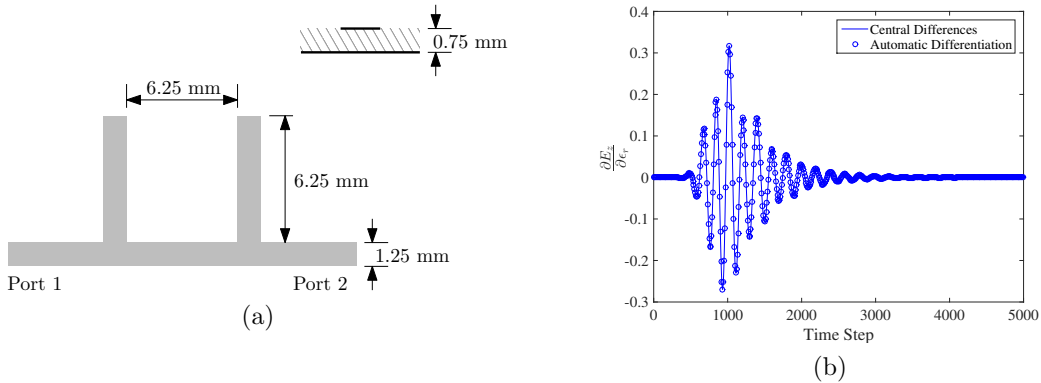 0.75 mm
6.25 mm
6.25 mm
1.25 mm
Port 1
Port 2
(a)
0.4
0.3
0.2
0.1
0
-0.1
-0.2
-0.3
∂E_z
∂ϵ_r
Central Differences
Automatic Differentiation
0
1000
2000
3000
4000
5000
Time Step
(b)